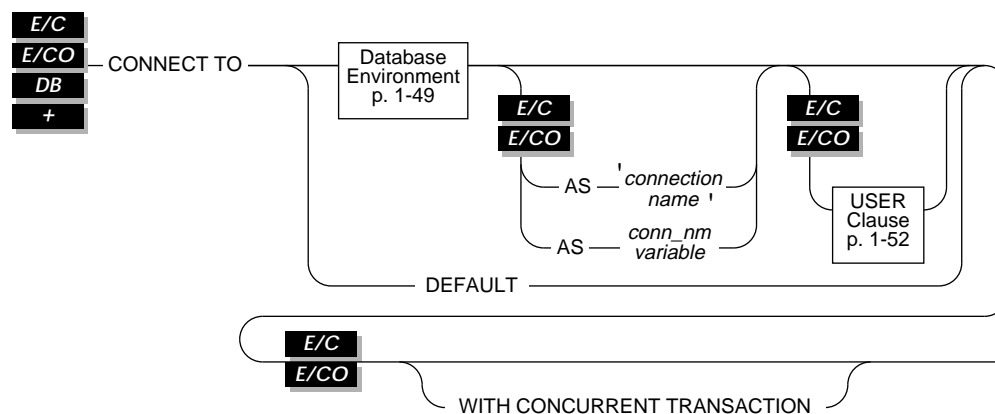 E/C
E/CO
DB
+
CONNECT TO
Database
Environment
p. 1-49
E/C
E/CO
AS 'connection
name '
AS conn_nm
variable
E/C
E/CO
USER
Clause
p. 1-52
DEFAULT
E/C
E/CO
WITH CONCURRENT TRANSACTION